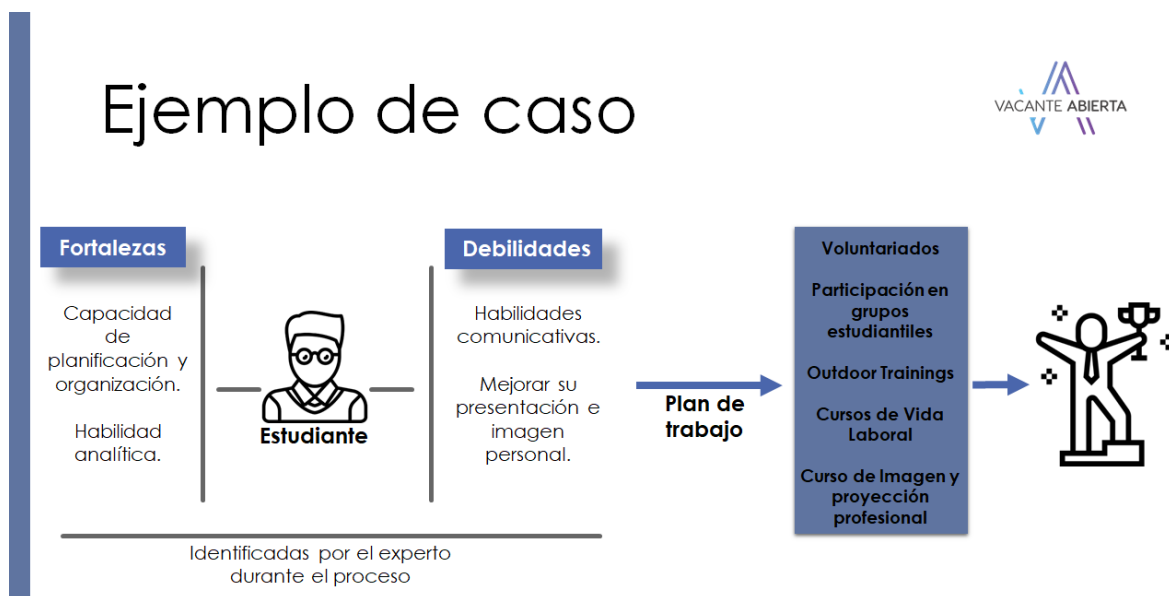 Ejemplo de caso
VACANTE ABIERTA
Fortalezas
Capacidad
de
planificación y
organización.
Habilidad
analítica.
Estudiante
Debilidades
Habilidades
comunicativas.
Mejorar su
presentación e
imagen
personal.
Identificadas por el experto
durante el proceso
Plan de
trabajo
Voluntariados
Participación en
grupos
estudiantiles
Outdoor Trainings
Cursos de Vida
Laboral
Curso de Imagen y
proyección
profesional